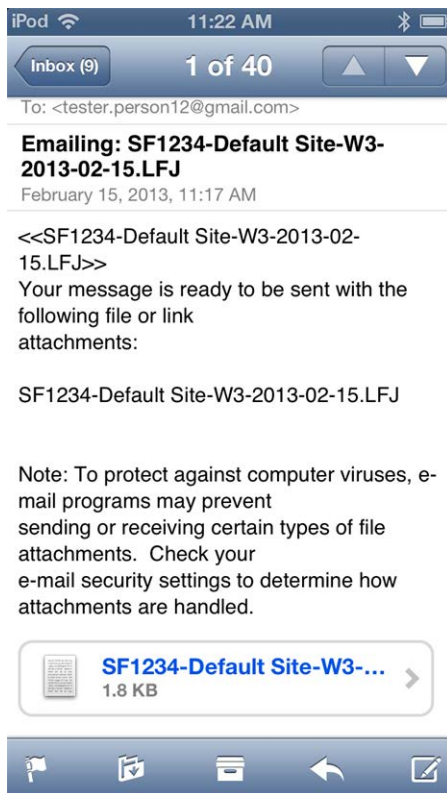 iPod 11:22 AM
Inbox (9) 1 of 40
To: <tester.person12@gmail.com>
Emailing: SF1234-Default Site-W3-
2013-02-15.LFJ
February 15, 2013, 11:17 AM
<<SF1234-Default Site-W3-2013-02-
15.LFJ>>
Your message is ready to be sent with the
following file or link
attachments:
SF1234-Default Site-W3-2013-02-15.LFJ
Note: To protect against computer viruses, e-
mail programs may prevent
sending or receiving certain types of file
attachments.  Check your
e-mail security settings to determine how
attachments are handled.
SF1234-Default Site-W3-...
1.8 KB